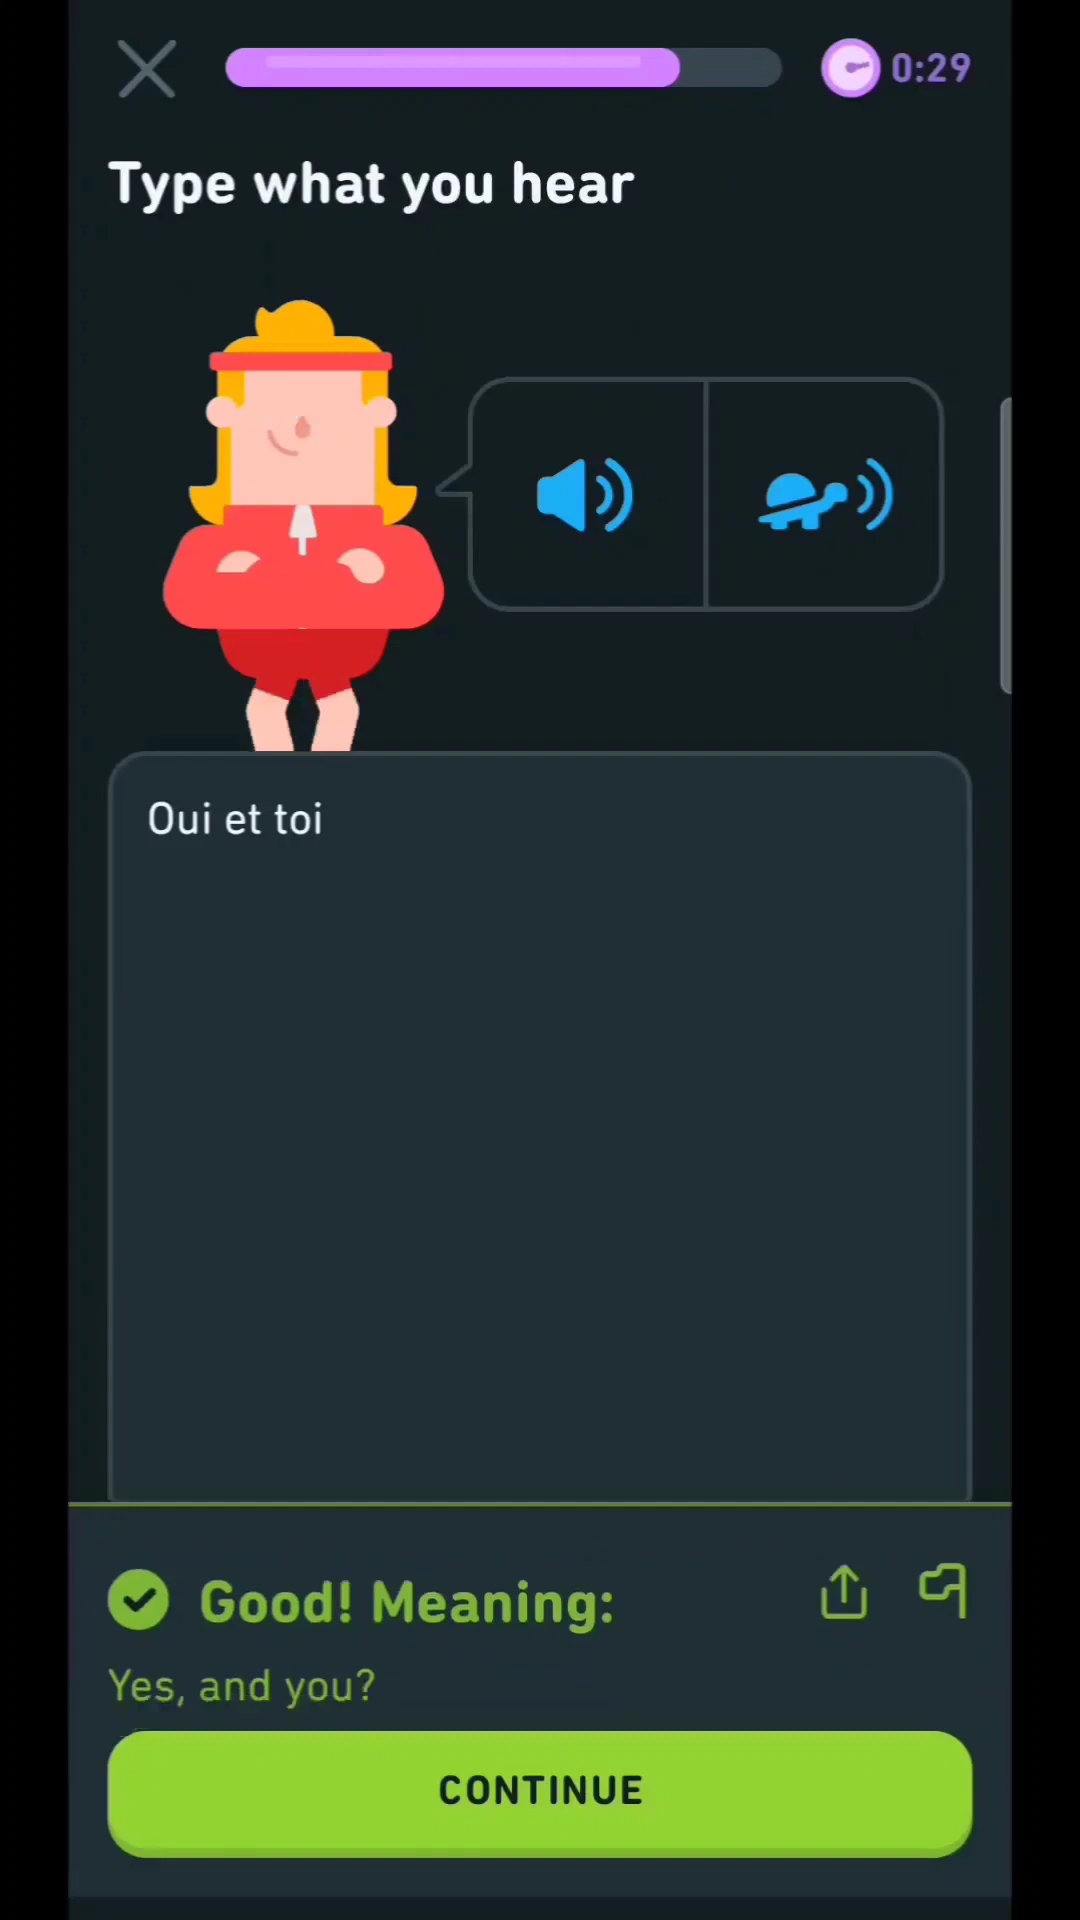 0:29
Type what you hear
Oui et toi
Good! Meaning:
Yes, and you?
CONTINUE